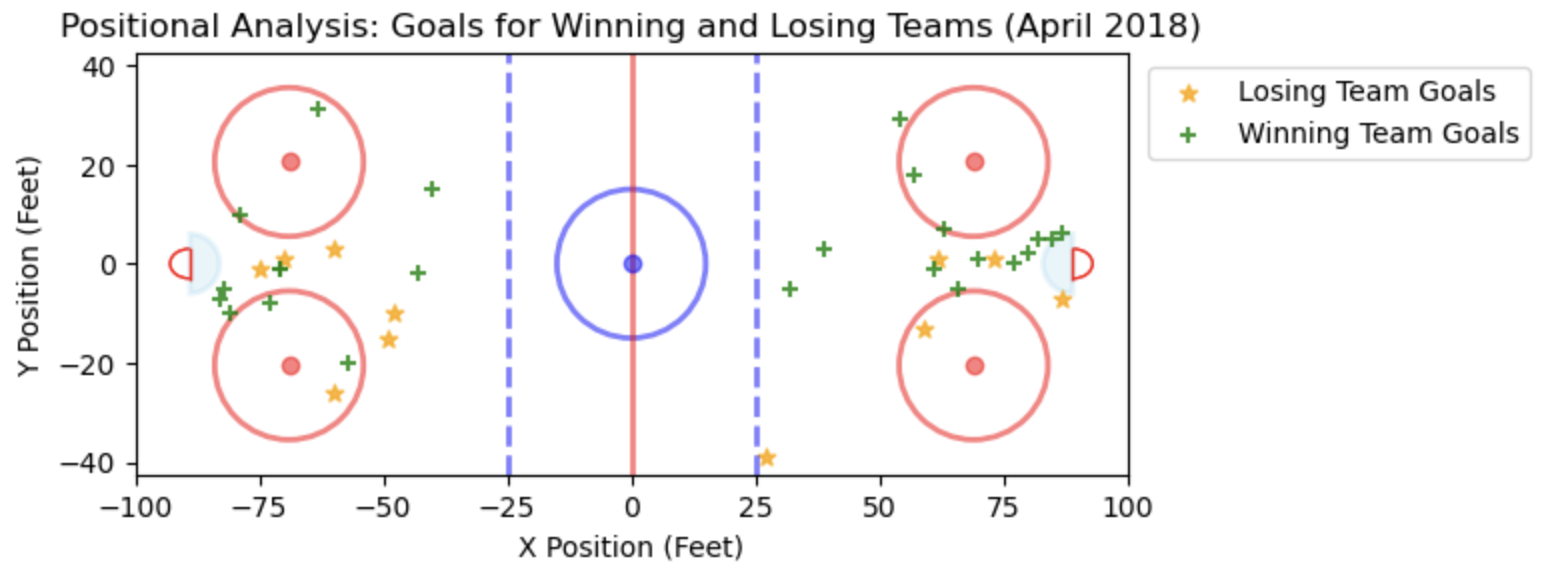 Positional Analysis: Goals for Winning and Losing Teams (April 2018)
40
20
0
−20
−40
Y Position (Feet)
−100 −75 −50 −25 0 25 50 75 100
X Position (Feet)
Losing Team Goals
Winning Team Goals